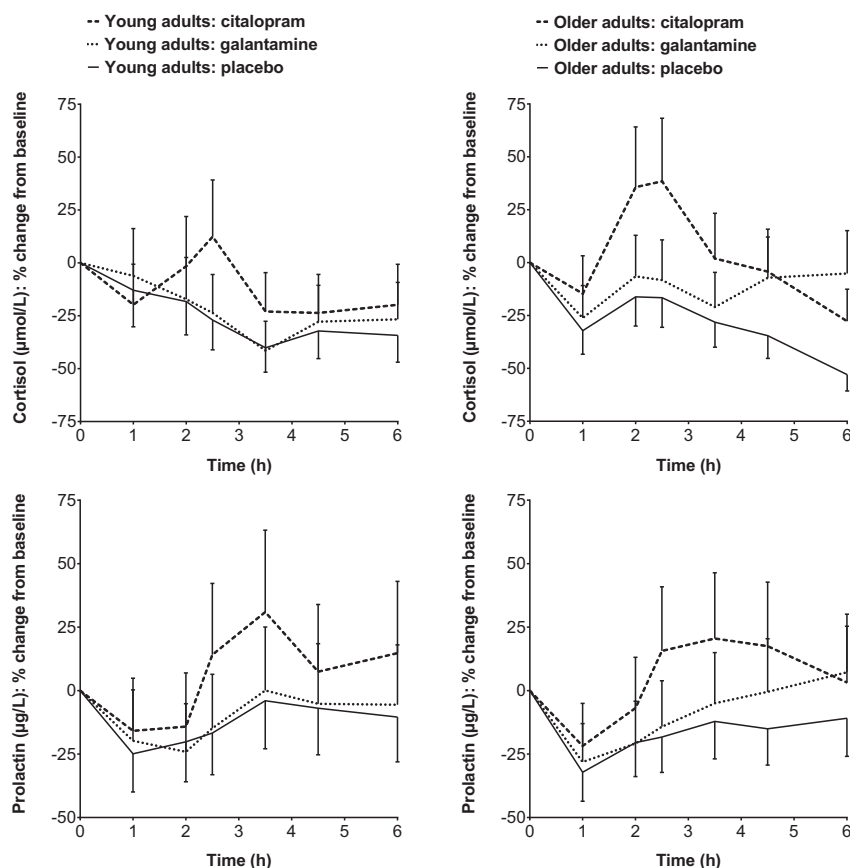 Young adults: citalopram
Young adults: galantamine
Young adults: placebo
Older adults: citalopram
Older adults: galantamine
Older adults: placebo
Cortisol (µmol/L): % change from baseline
75
50
25
0
-25
-50
-75
0 1 2 3 4 5 6
Time (h)
Cortisol (µmol/L): % change from baseline
75
50
25
0
-25
-50
-75
0 1 2 3 4 5 6
Time (h)
Prolactin (µg/L): % change from baseline
75
50
25
0
-25
-50
0 1 2 3 4 5 6
Time (h)
Prolactin (µg/L): % change from baseline
75
50
25
0
-25
-50
0 1 2 3 4 5 6
Time (h)